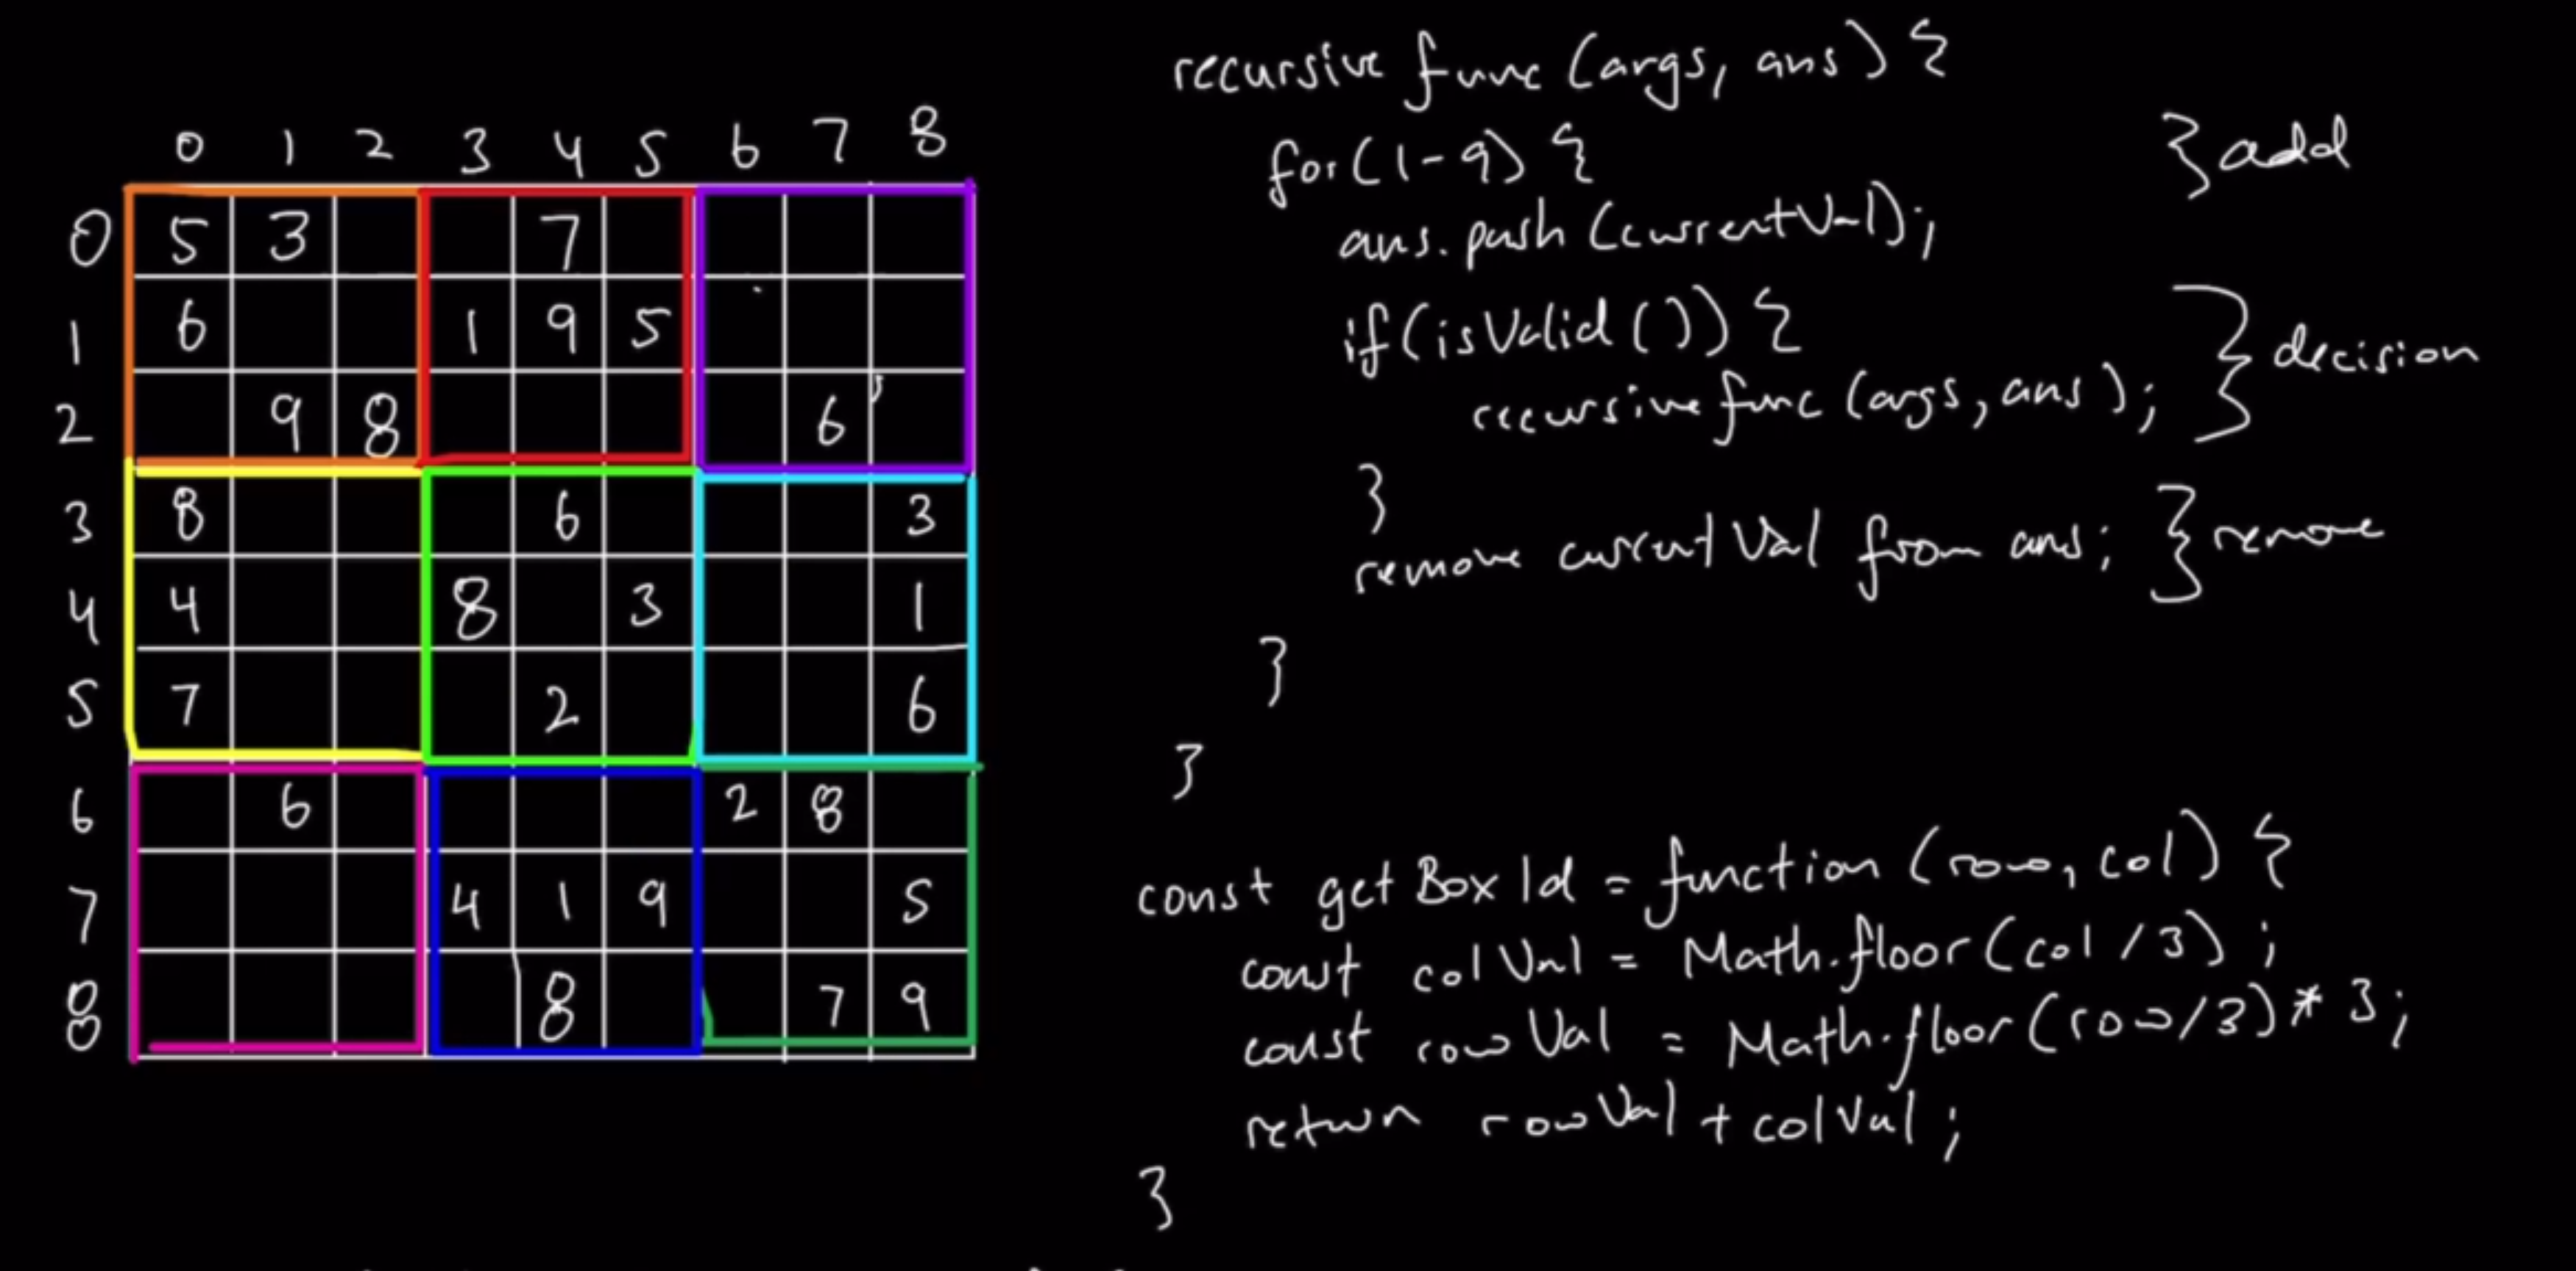 0 1 2 3 4 5 6 7 8
0 5 3 7
1 6 1 9 5
2 9 8 6
3 8 6 3
4 4 8 3 1
5 7 2 6
6 6 2 8
7 4 1 9 5
8 8 7 9
recursive func (args, ans) {
for (1-9) { } add
ans.push (currentVal);
if (isValid ()) { } decision
recursive func (args, ans);
}
remove currentVal from ans; } remove
}
}
const getBoxId = function (row, col) {
const colVal = Math.floor(col / 3);
const rowVal = Math.floor(row/3) * 3;
return rowVal + colVal;
}